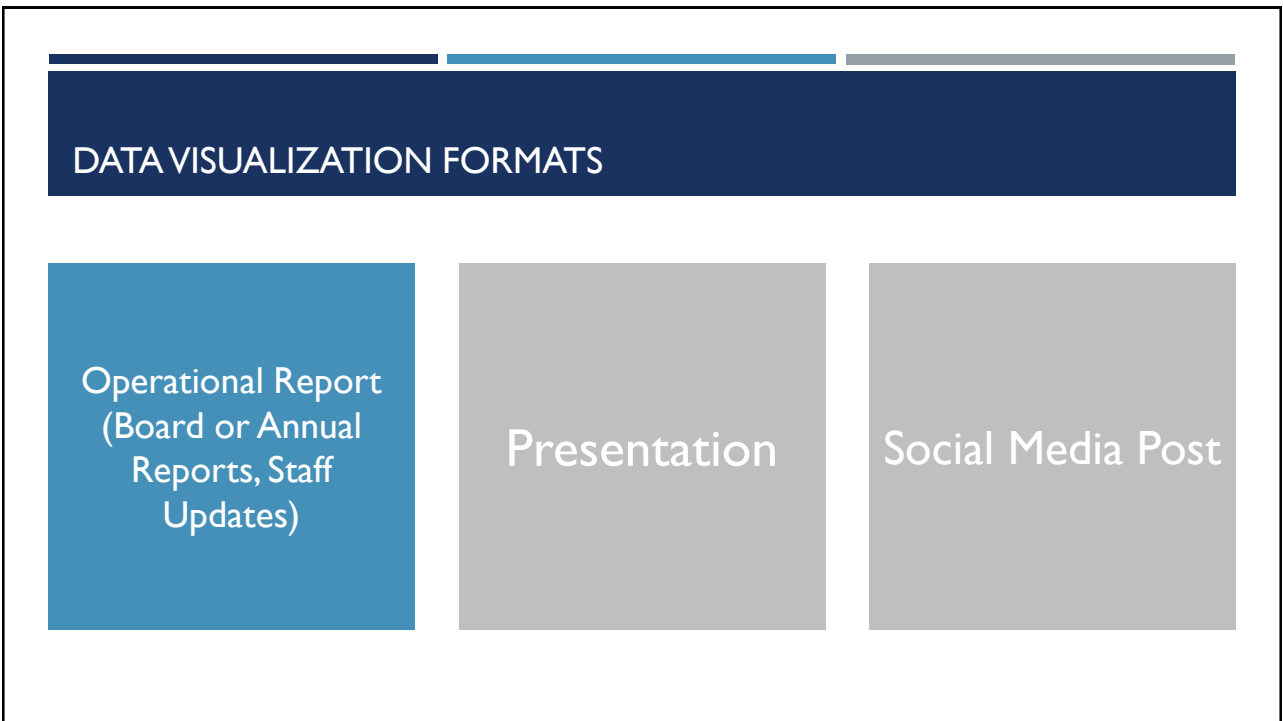 DATA VISUALIZATION FORMATS
Operational Report
(Board or Annual
Reports, Staff
Updates)
Presentation
Social Media Post